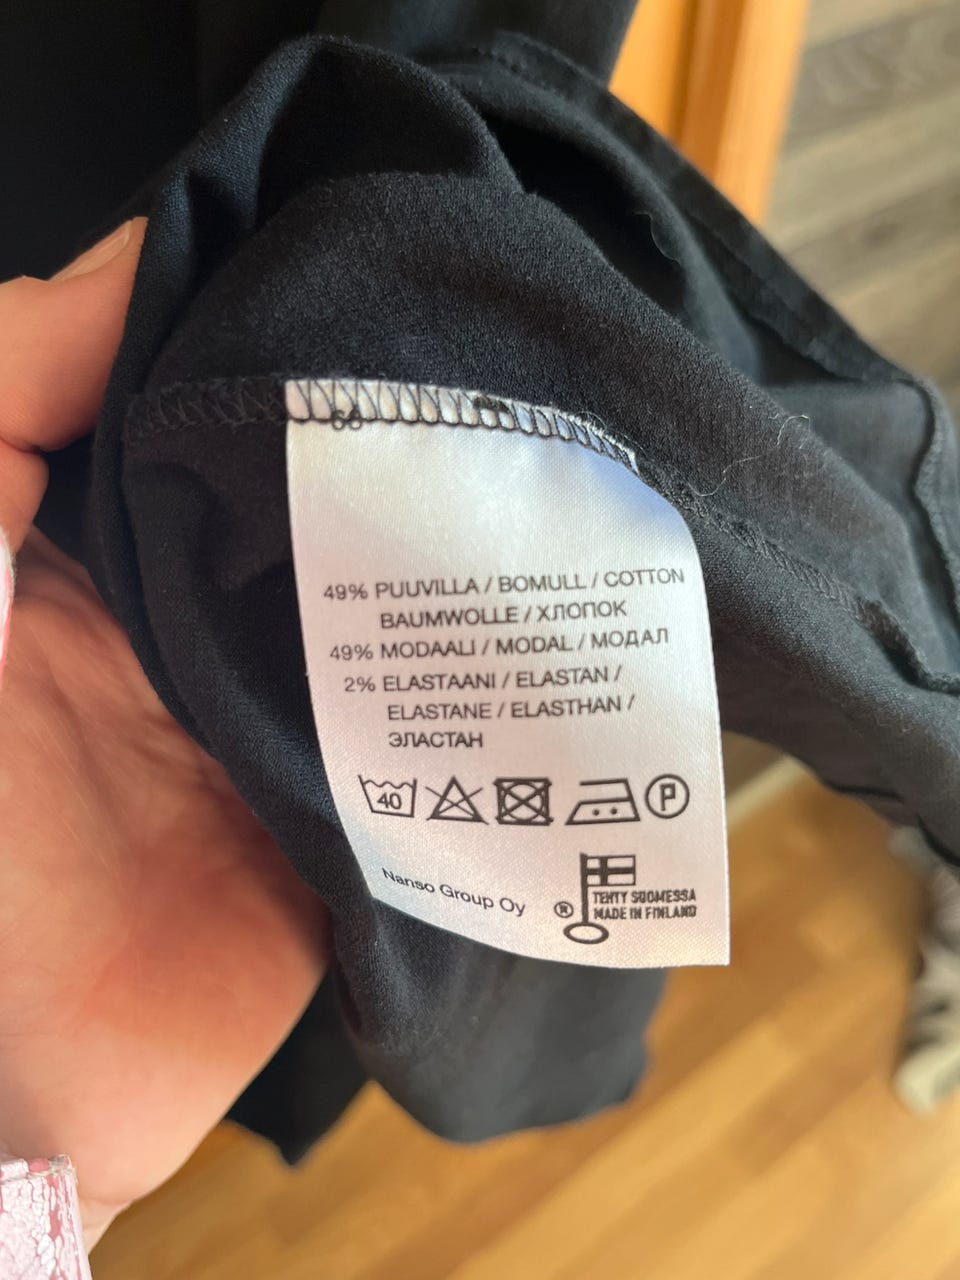 49% PUUVILLA / BOMULL / COTTON
BAUMWOLLE / ХЛОПОК
49% MODAALI / MODAL / МОДАЛ
2% ELASTAANI / ELASTAN /
ELASTANE / ELASTHAN /
ЭЛАСТАН
40
P
Nanso Group Oy
® TEHTY SUOMESSA
MADE IN FINLAND